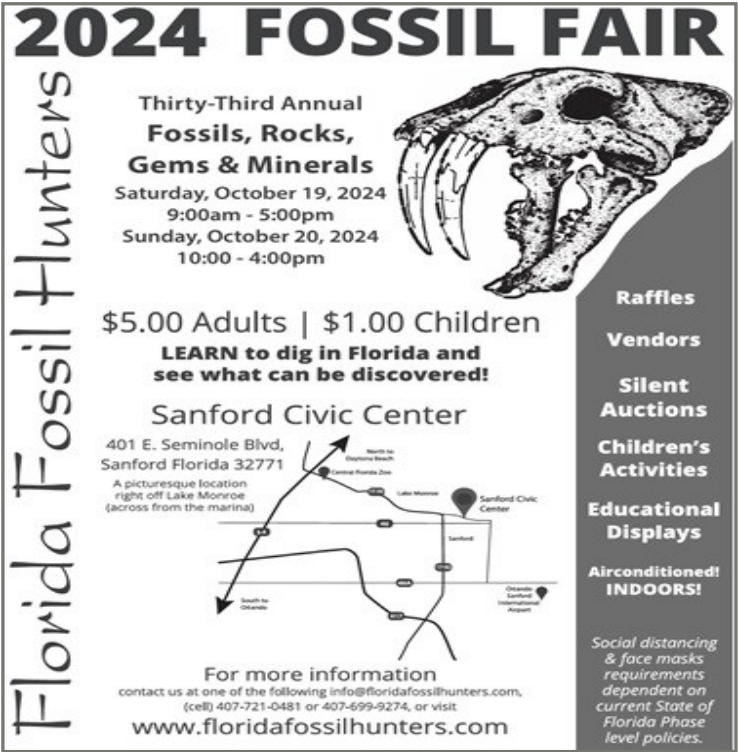 2024 FOSSIL FAIR
Florida Fossil Hunters
Thirty-Third Annual
Fossils, Rocks,
Gems & Minerals
Saturday, October 19, 2024
9:00am - 5:00pm
Sunday, October 20, 2024
10:00 - 4:00pm
$5.00 Adults | $1.00 Children
LEARN to dig in Florida and
see what can be discovered!
Sanford Civic Center
401 E. Seminole Blvd,
Sanford Florida 32771
A picturesque location
right off Lake Monroe
(across from the marina)
North to
Daytona Beach
Central Florida Zoo
Lake Monroe
Sanford Civic
Center
Sanford
South to
Orlando
Orlando
Sanford
International
Airport
For more information
contact us at one of the following info@floridafossilhunters.com,
(cell) 407-721-0481 or 407-699-9274, or visit
www.floridafossilhunters.com
Raffles
Vendors
Silent
Auctions
Children's
Activities
Educational
Displays
Airconditioned!
INDOORS!
Social distancing
& face masks
requirements
dependent on
current State of
Florida Phase
level policies.